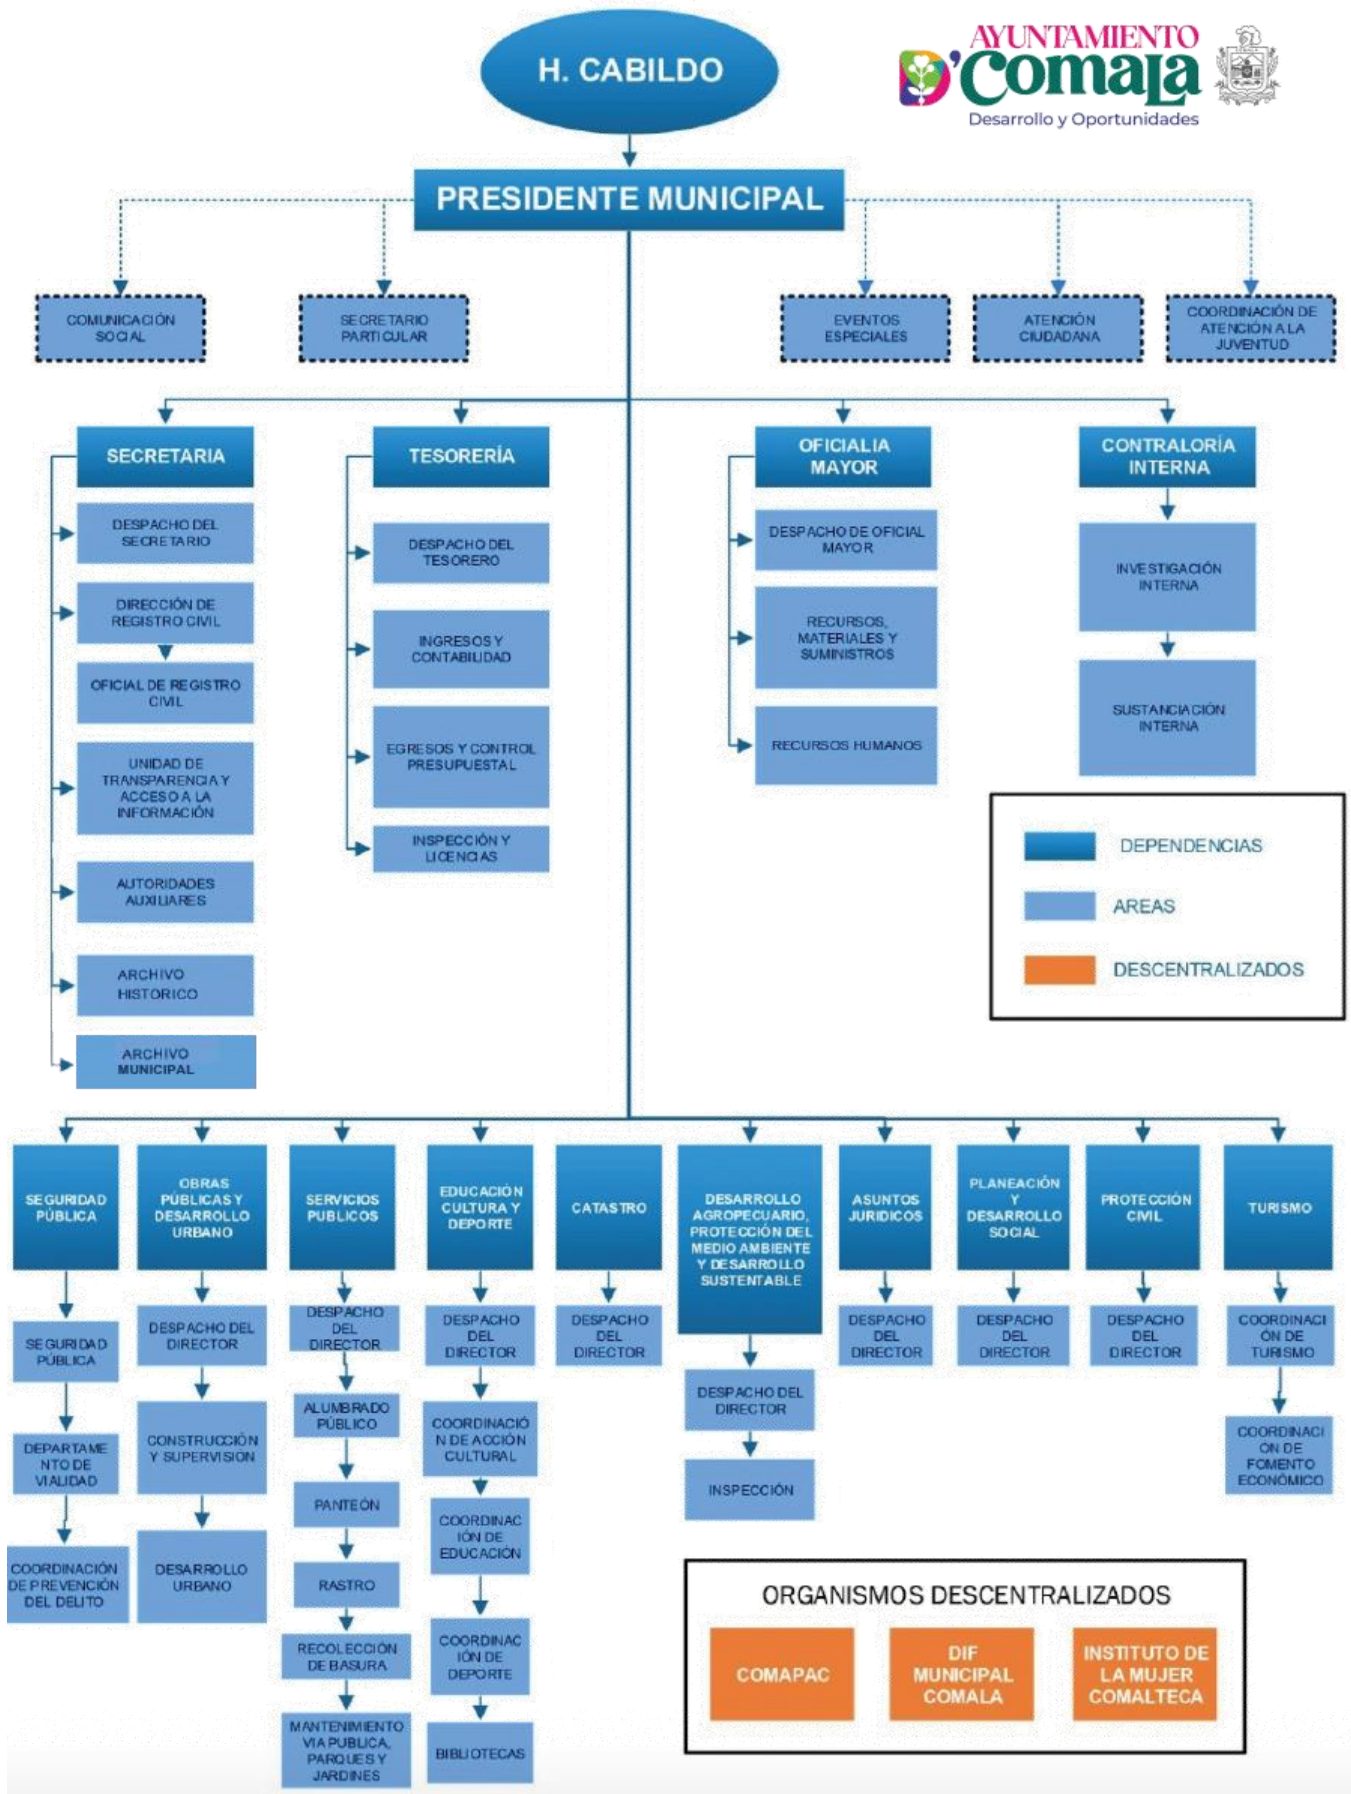 H. CABILDO
AYUNTAMIENTO
D'Comala
Desarrollo y Oportunidades
PRESIDENTE MUNICIPAL
COMUNICACIÓN
SOCIAL
SECRETARIO
PARTICULAR
EVENTOS
ESPECIALES
ATENCIÓN
CIUDADANA
COORDINACIÓN DE
ATENCIÓN A LA
JUVENTUD
SECRETARIA
DESPACHO DEL
SECRETARIO
DIRECCIÓN DE
REGISTRO CIVIL
OFICIAL DE REGISTRO
CIVIL
UNIDAD DE
TRANSPARENCIA Y
ACCESO A LA
INFORMACIÓN
AUTORIDADES
AUXILIARES
ARCHIVO
HISTORICO
ARCHIVO
MUNICIPAL
TESORERÍA
DESPACHO DEL
TESORERO
INGRESOS Y
CONTABILIDAD
EGRESOS Y CONTROL
PRESUPUESTAL
INSPECCIÓN Y
LICENCIAS
OFICIALIA
MAYOR
DESPACHO DE OFICIAL
MAYOR
RECURSOS,
MATERIALES Y
SUMINISTROS
RECURSOS HUMANOS
CONTRALORÍA
INTERNA
INVESTIGACIÓN
INTERNA
SUSTANCIACIÓN
INTERNA
DEPENDENCIAS
AREAS
DESCENTRALIZADOS
SEGURIDAD
PÚBLICA
SEGURIDAD
PÚBLICA
DEPARTAME
NTO DE
VIALIDAD
COORDINACIÓN
DE PREVENCIÓN
DEL DELITO
OBRAS
PÚBLICAS Y
DESARROLLO
URBANO
DESPACHO DEL
DIRECTOR
CONSTRUCCIÓN
Y SUPERVISIÓN
DESARROLLO
URBANO
SERVICIOS
PUBLICOS
DESPACHO
DEL
DIRECTOR
ALUMBRADO
PÚBLICO
PANTEÓN
RASTRO
RECOLECCIÓN
DE BASURA
MANTENIMIENTO
VIA PUBLICA,
PARQUES Y
JARDINES
EDUCACIÓN
CULTURA Y
DEPORTE
DESPACHO
DEL
DIRECTOR
COORDINACIÓ
N DE ACCIÓN
CULTURAL
COORDINAC
IÓN DE
EDUCACIÓN
COORDINAC
IÓN DE
DEPORTE
BIBLIOTECAS
CATASTRO
DESPACHO
DEL
DIRECTOR
DESARROLLO
AGROPECUARIO,
PROTECCIÓN DEL
MEDIO AMBIENTE
Y DESARROLLO
SUSTENTABLE
DESPACHO DEL
DIRECTOR
INSPECCIÓN
ASUNTOS
JURIDICOS
DESPACHO
DEL
DIRECTOR
PLANEACIÓN
Y
DESARROLLO
SOCIAL
DESPACHO
DEL
DIRECTOR
PROTECCIÓN
CIVIL
DESPACHO
DEL
DIRECTOR
TURISMO
COORDINACI
ÓN DE
TURISMO
COORDINACI
ÓN DE
FOMENTO
ECONÓMICO
ORGANISMOS DESCENTRALIZADOS
COMAPAC
DIF
MUNICIPAL
COMALA
INSTITUTO DE
LA MUJER
COMALTECA